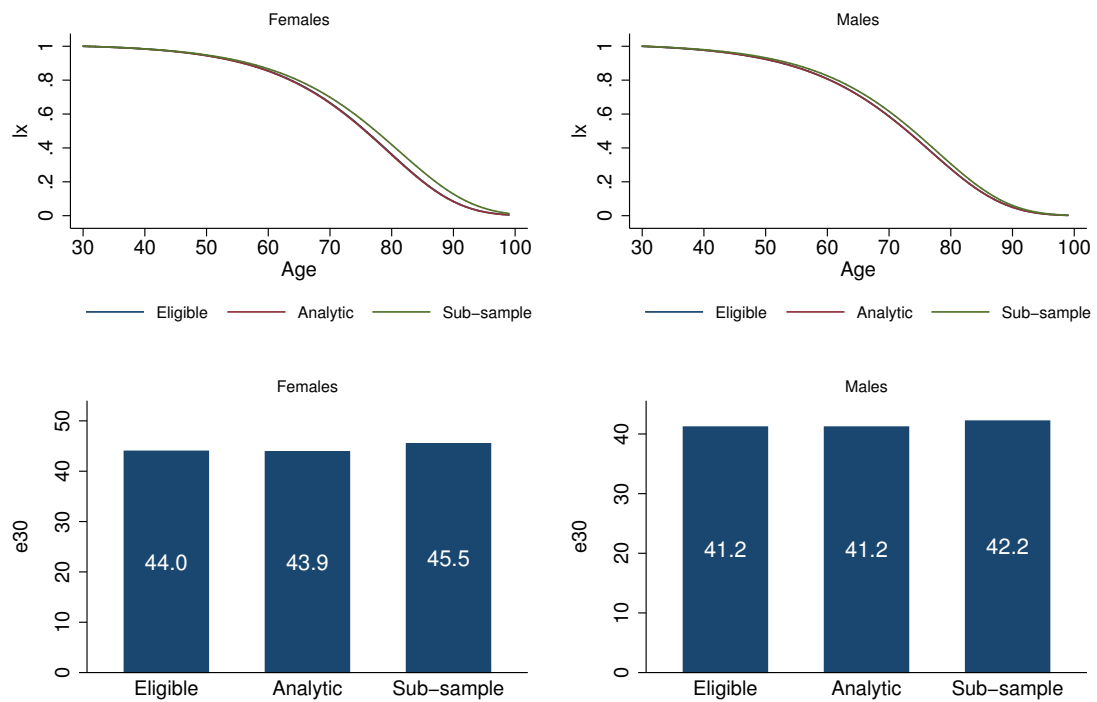 Females
lx
1
.8
.6
.4
.2
0
30 40 50 60 70 80 90 100
Age
Eligible Analytic Sub-sample
Males
lx
1
.8
.6
.4
.2
0
30 40 50 60 70 80 90 100
Age
Eligible Analytic Sub-sample
Females
e30
50
40
30
20
10
0
44.0 43.9 45.5
Eligible Analytic Sub-sample
Males
e30
40
30
20
10
0
41.2 41.2 42.2
Eligible Analytic Sub-sample